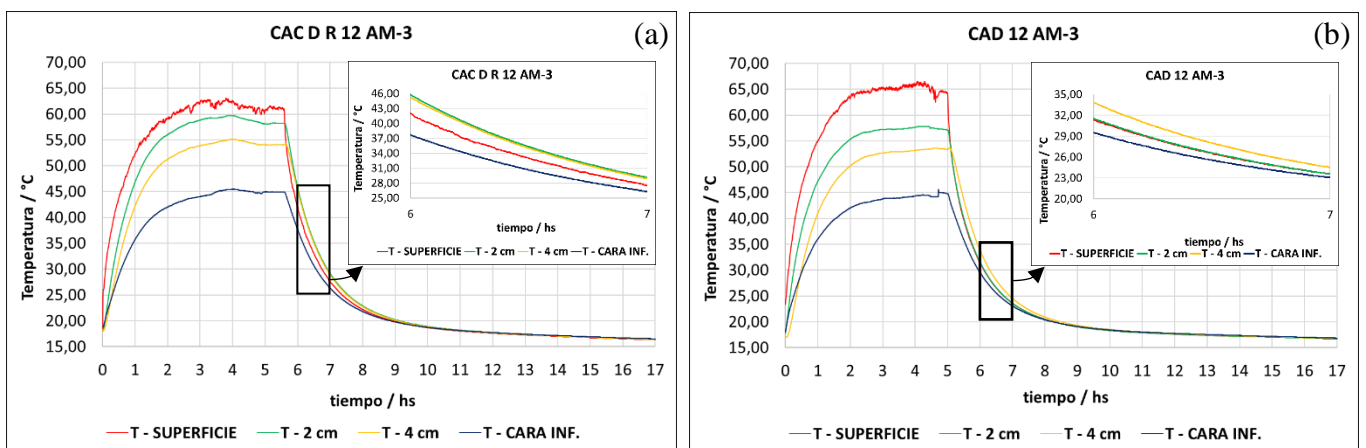 CAC D R 12 AM-3
(a)
Temperatura / °C
70,00
65,00
60,00
55,00
50,00
45,00
40,00
35,00
30,00
25,00
20,00
15,00
0 1 2 3 4 5 6 7 8 9 10 11 12 13 14 15 16 17
tiempo / hs
T - SUPERFICIE T - 2 cm T - 4 cm T - CARA INF.
CAC D R 12 AM-3
Temperatura / °C
46,00
43,00
40,00
37,00
34,00
31,00
28,00
25,00
6 7
tiempo / hs
T - SUPERFICIE T - 2 cm T - 4 cm T - CARA INF.
CAD 12 AM-3
(b)
Temperatura / °C
70,00
65,00
60,00
55,00
50,00
45,00
40,00
35,00
30,00
25,00
20,00
15,00
0 1 2 3 4 5 6 7 8 9 10 11 12 13 14 15 16 17
tiempo / hs
T - SUPERFICIE T - 2 cm T - 4 cm T - CARA INF.
CAD 12 AM-3
Temperatura / °C
35,00
32,00
29,00
26,00
23,00
20,00
6 7
tiempo / hs
T - SUPERFICIE T - 2 cm T - 4 cm T - CARA INF.